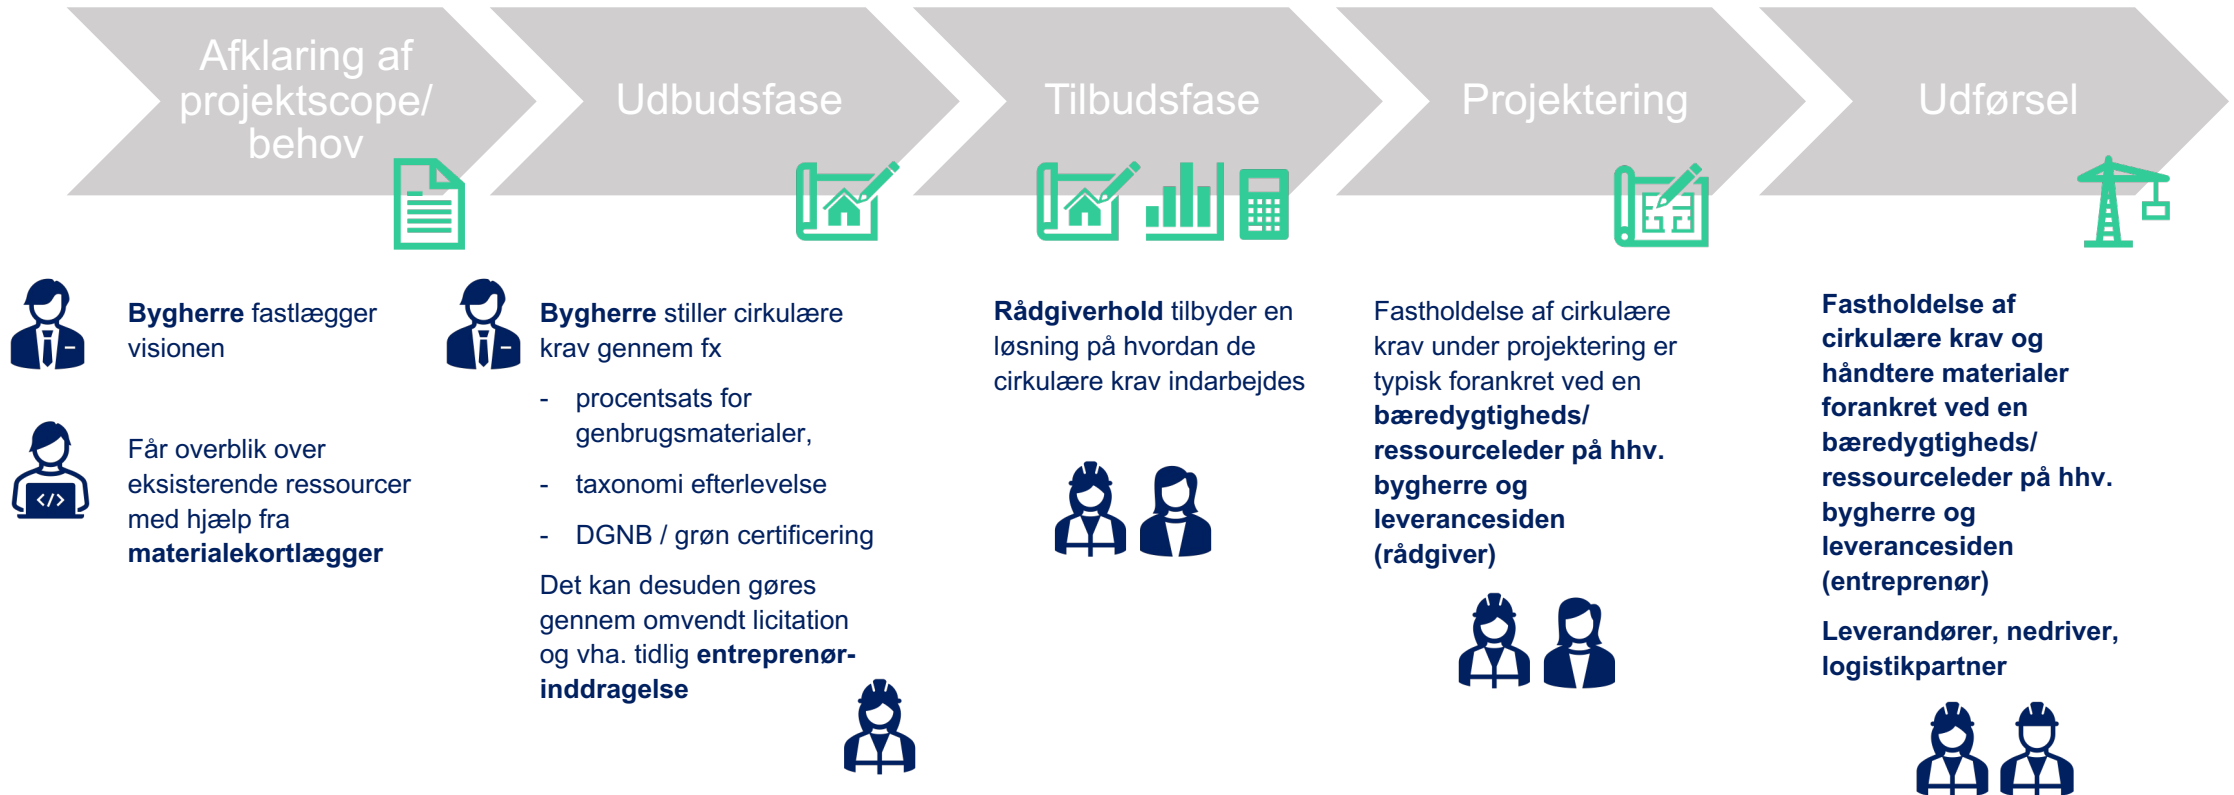 Afklaring af
projektscope/
behov
Udbudsfase
Tilbudsfase
Projektering
Udførsel
Bygherre fastlægger
visionen
</>
Får overblik over
eksisterende ressourcer
med hjælp fra
materialekortlægger
Bygherre stiller cirkulære
krav gennem fx
- procentsats for
genbrugsmaterialer,
- taxonomi efterlevelse
- DGNB / grøn certificering
Det kan desuden gøres
gennem omvendt licitation
og vha. tidlig entreprenør-
inddragelse
Rådgiverhold tilbyder en
løsning på hvordan de
cirkulære krav indarbejdes
Fastholdelse af cirkulære
krav under projektering er
typisk forankret ved en
bæredygtigheds/
ressourceleder på hhv.
bygherre og
leverancesiden
(rådgiver)
Fastholdelse af
cirkulære krav og
håndtere materialer
forankret ved en
bæredygtigheds/
ressourceleder på hhv.
bygherre og
leverancesiden
(entreprenør)
Leverandører, nedriver,
logistikpartner